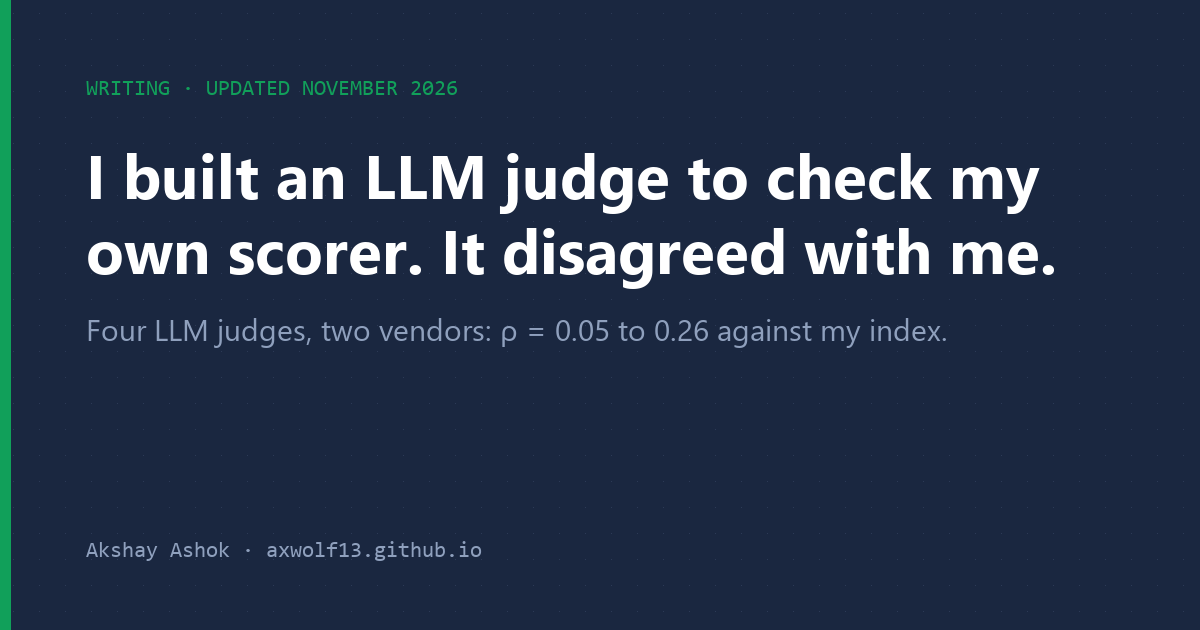 WRITING · UPDATED NOVEMBER 2026
I built an LLM judge to check my
own scorer. It disagreed with me.
Four LLM judges, two vendors: ρ = 0.05 to 0.26 against my index.
Akshay Ashok · axwolf13.github.io